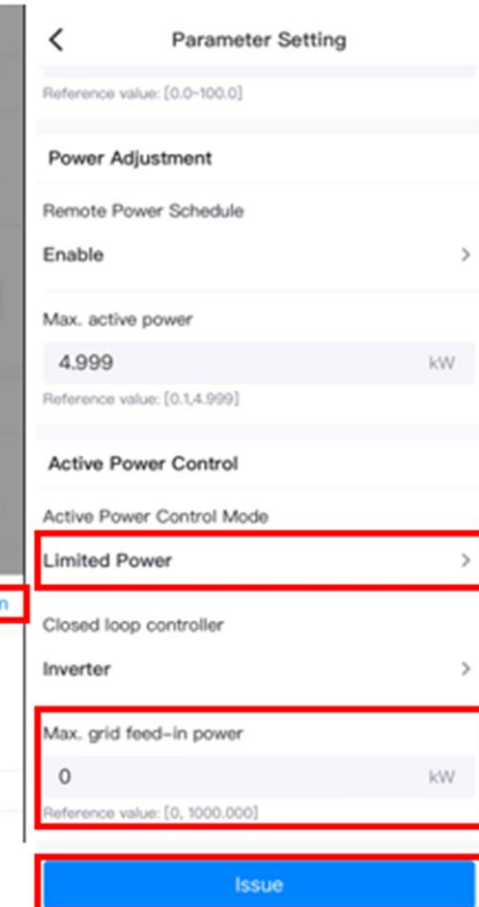 Parameter Setting
Reference value: [0.0~100.0]
Power Adjustment
Remote Power Schedule
Enable
Max. active power
4.999 kW
Reference value: [0.1,4.999]
Active Power Control
Active Power Control Mode
Limited Power
n
Closed loop controller
Inverter
Max. grid feed-in power
0 kW
Reference value: [0, 1000.000]
Issue